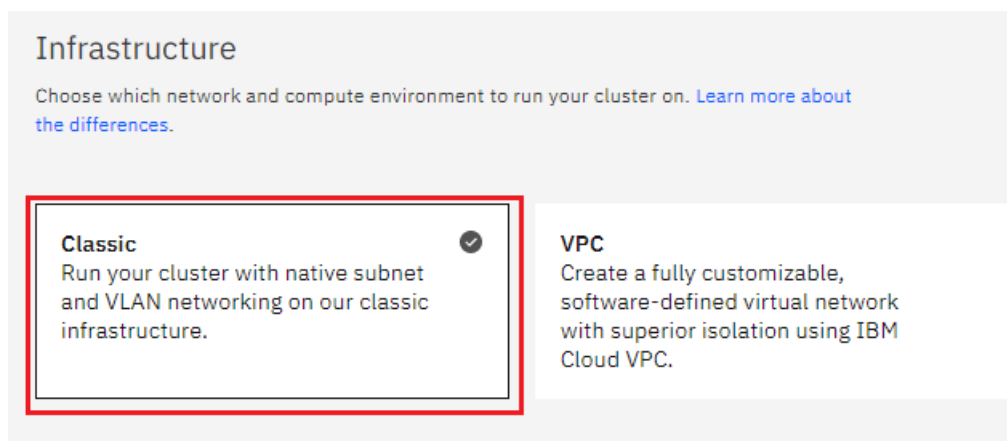 Infrastructure
Choose which network and compute environment to run your cluster on. Learn more about
the differences.
Classic
Run your cluster with native subnet
and VLAN networking on our classic
infrastructure.
VPC
Create a fully customizable,
software-defined virtual network
with superior isolation using IBM
Cloud VPC.